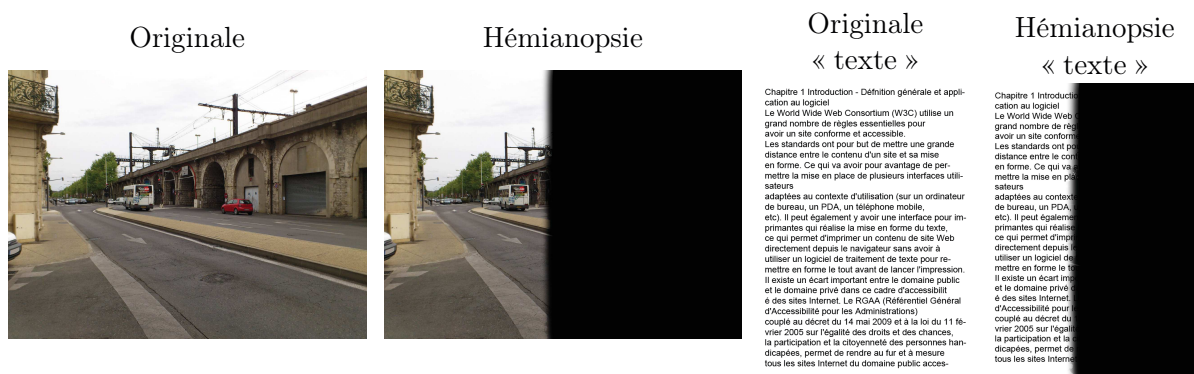 Originale
Hémianopsie
Originale
« texte »
Chapitre 1 Introduction - Défnition générale et appli-
cation au logiciel
Le World Wide Web Consortium (W3C) utilise un
grand nombre de règles essentielles pour
avoir un site conforme et accessible.
Les standards ont pour but de mettre une grande
distance entre le contenu d'un site et sa mise
en forme. Ce qui va avoir pour avantage de per-
mettre la mise en place de plusieurs interfaces utili-
sateurs
adaptées au contexte d'utilisation (sur un ordinateur
de bureau, un PDA, un téléphone mobile,
etc). Il peut également y avoir une interface pour im-
primantes qui réalise la mise en forme du texte,
ce qui permet d'imprimer un contenu de site Web
directement depuis le navigateur sans avoir à
utiliser un logiciel de traitement de texte pour re-
mettre en forme le tout avant de lancer l'impression.
Il existe un écart important entre le domaine public
et le domaine privé dans ce cadre d'accessibilit
é des sites Internet. Le RGAA (Référentiel Général
d'Accessibilité pour les Administrations)
couplé au décret du 14 mai 2009 et à la loi du 11 fé-
vrier 2005 sur l'égalité des droits et des chances,
la participation et la citoyenneté des personnes han-
dicapées, permet de rendre au fur et à mesure
tous les sites Internet du domaine public acces-
Hémianopsie
« texte »
Chapitre 1 Introductio
cation au logiciel
Le World Wide Web
grand nombre de règ
avoir un site conforme
Les standards ont po
distance entre le con
en forme. Ce qui va
mettre la mise en pla
sateurs
adaptées au context
de bureau, un PDA,
etc). Il peut égaleme
primantes qui réalise
ce qui permet d'impr
directement depuis l
utiliser un logiciel de
mettre en forme le to
Il existe un écart imp
et le domaine privé
é des sites Internet.
d'Accessibilité pour l
couplé au décret du
vrier 2005 sur l'égalit
la participation et la
dicapées, permet de
tous les sites Internet